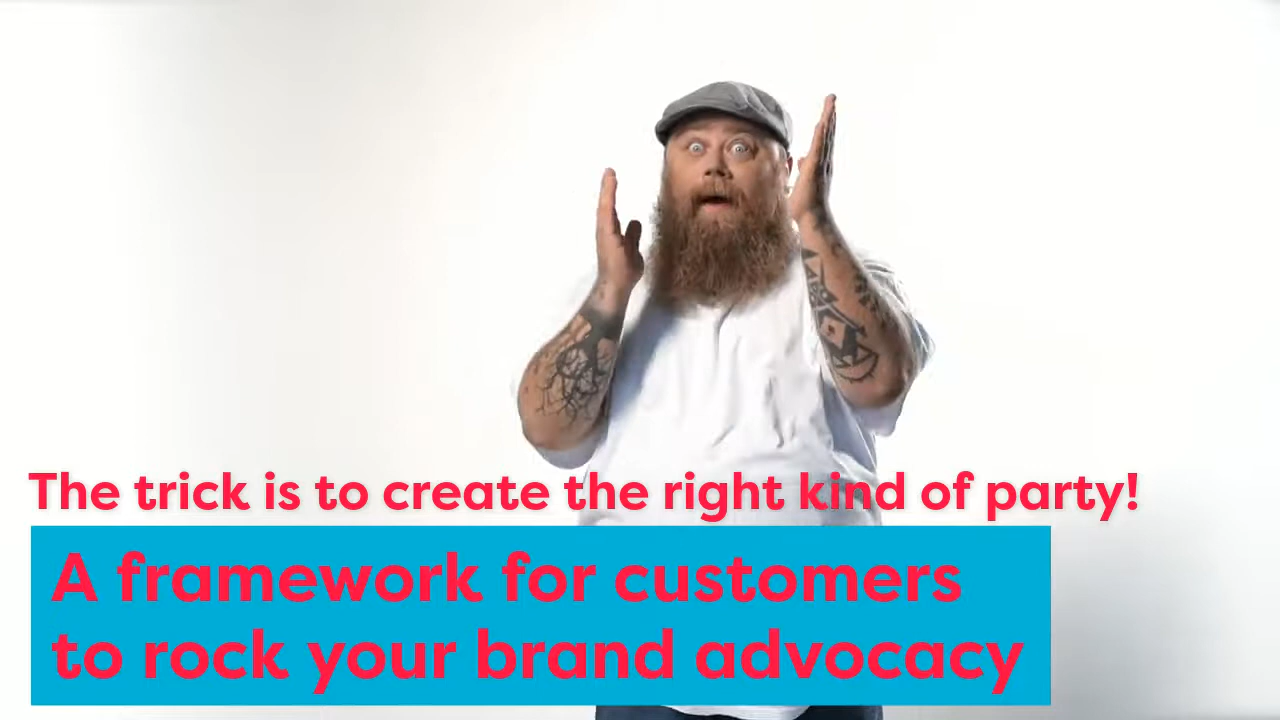 The trick is to create the right kind of party!
A framework for customers
to rock your brand advocacy